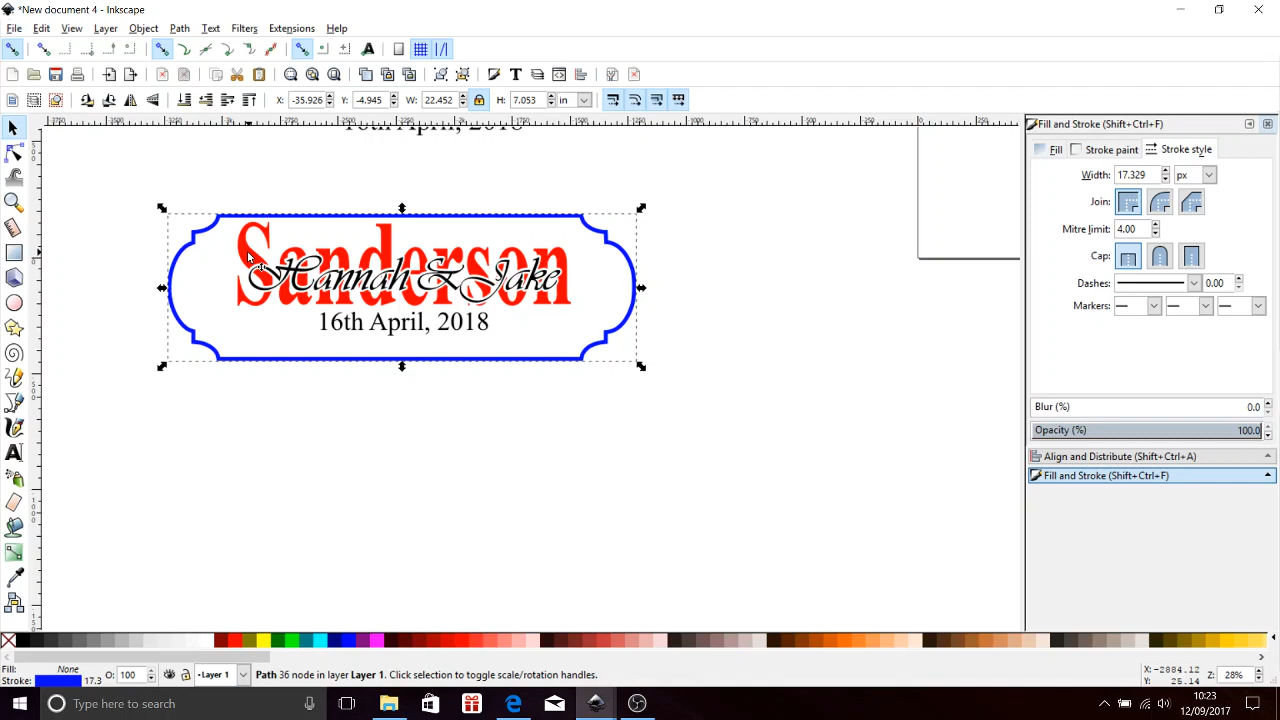 *New document 4 - Inkscape
File Edit View Layer Object Path Text Filters Extensions Help
X: -35.926 Y: -4.945 W: 22.452 H: 7.053 in
Fill and Stroke (Shift+Ctrl+F)
Fill Stroke paint Stroke style
Width: 17.329 px
Join:
Mitre limit: 4.00
Cap:
Dashes: 0.00
Markers:
16th April, 2018
Sanderson
Hannah & Jake
16th April, 2018
Blur (%) 0.0
Opacity (%) 100.0
Align and Distribute (Shift+Ctrl+A)
Fill and Stroke (Shift+Ctrl+F)
Fill: None
Stroke: 17.3
O: 100
Layer 1
Path 36 node in layer Layer 1. Click selection to toggle scale/rotation handles.
X: -2884.12
Y: 25.14
Z: 28%
Type here to search
10:23
12/09/2017